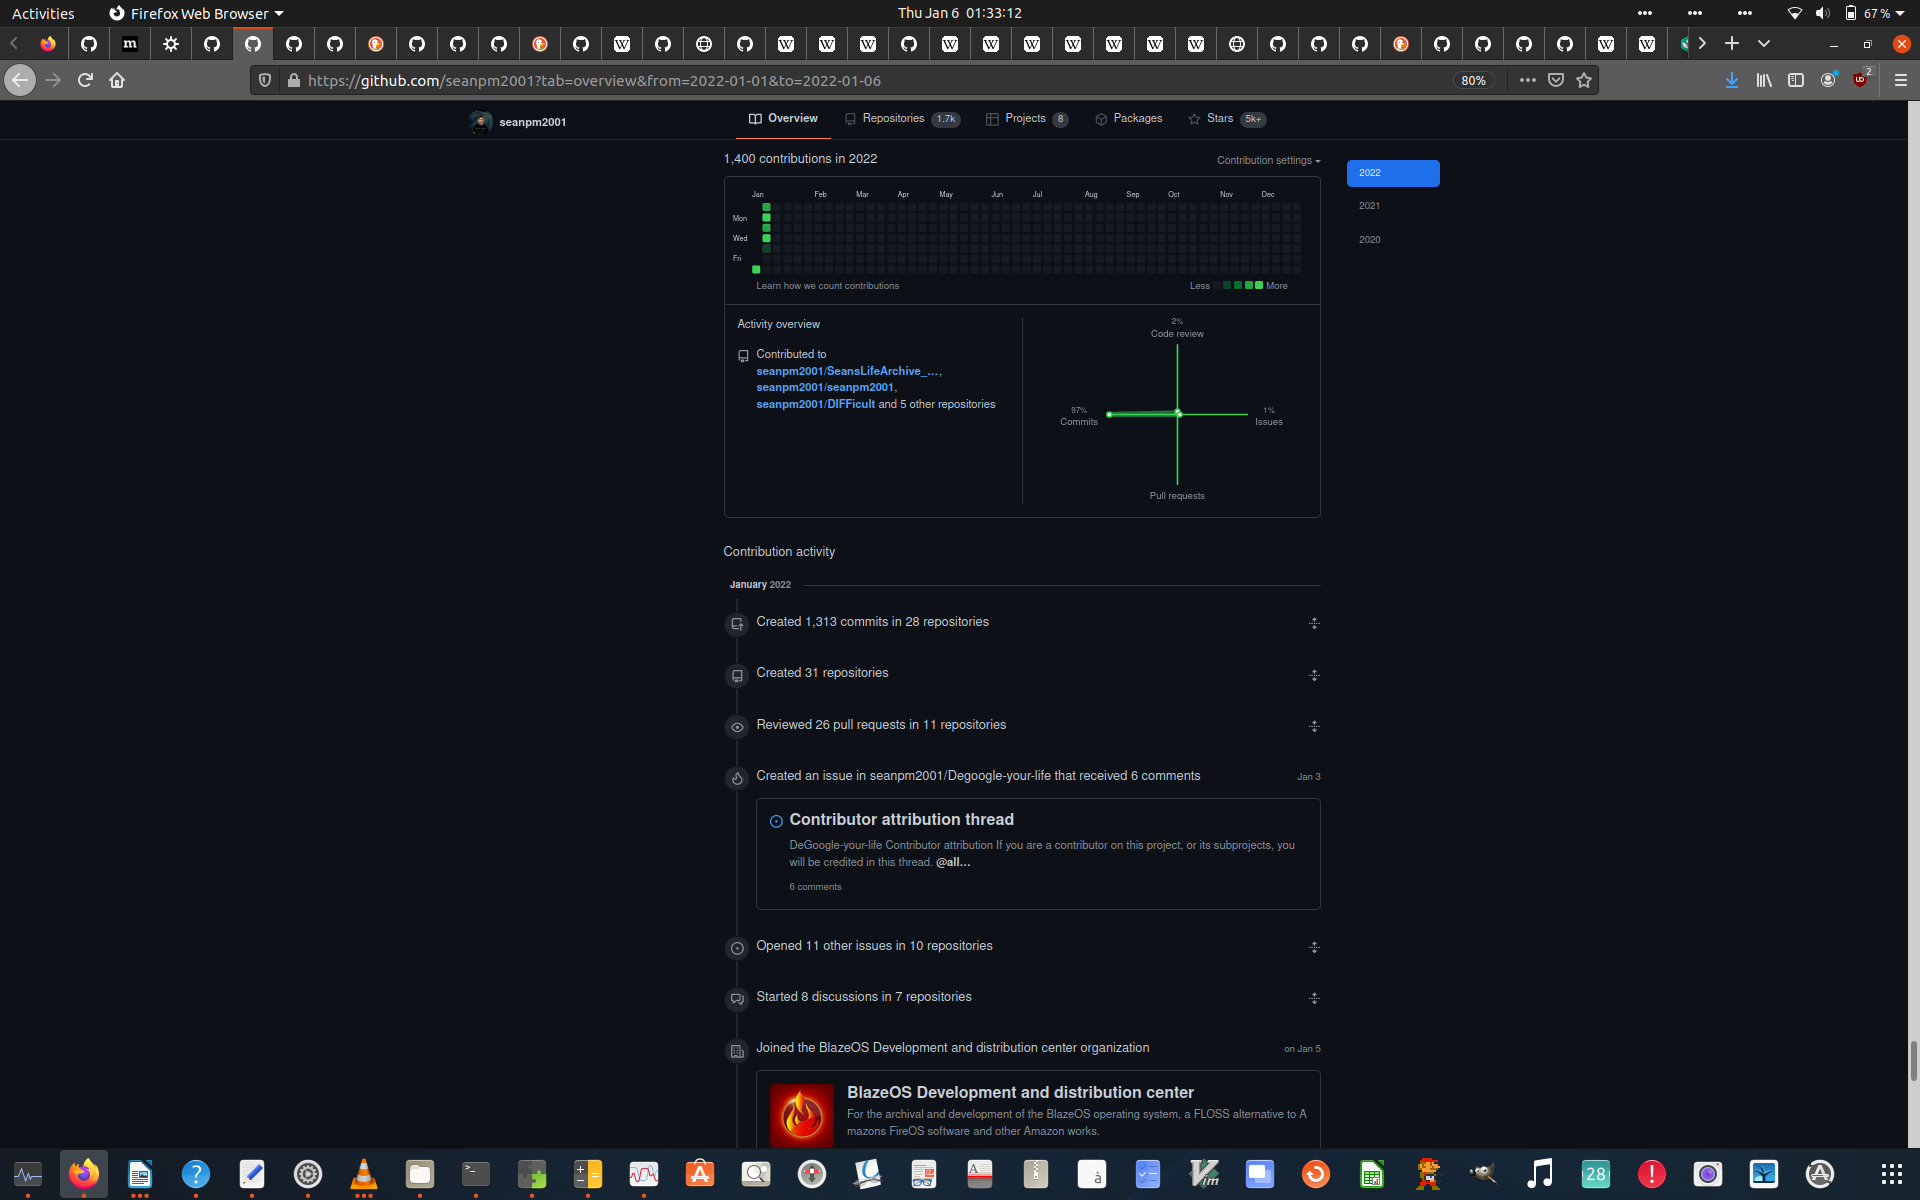 Activities
Firefox Web Browser
Thu Jan 6 01:33:12
67 %
https://github.com/seanpm2001?tab=overview&from=2022-01-01&to=2022-01-06
80%
2
seanpm2001
Overview
Repositories 1.7k
Projects 8
Packages
Stars 5k+
1,400 contributions in 2022
Contribution settings
2022
2021
2020
Jan Feb Mar Apr May Jun Jul Aug Sep Oct Nov Dec
Mon
Wed
Fri
Learn how we count contributions
Less More
Activity overview
Contributed to
seanpm2001/SeansLifeArchive_…,
seanpm2001/seanpm2001,
seanpm2001/DIFFicult and 5 other repositories
2%
Code review
97%
Commits
1%
Issues
Pull requests
Contribution activity
January 2022
Created 1,313 commits in 28 repositories
Created 31 repositories
Reviewed 26 pull requests in 11 repositories
Created an issue in seanpm2001/Degoogle-your-life that received 6 comments
Jan 3
Contributor attribution thread
DeGoogle-your-life Contributor attribution If you are a contributor on this project, or its subprojects, you
will be credited in this thread. @all…
6 comments
Opened 11 other issues in 10 repositories
Started 8 discussions in 7 repositories
Joined the BlazeOS Development and distribution center organization
on Jan 5
BlazeOS Development and distribution center
For the archival and development of the BlazeOS operating system, a FLOSS alternative to A
mazons FireOS software and other Amazon works.
28